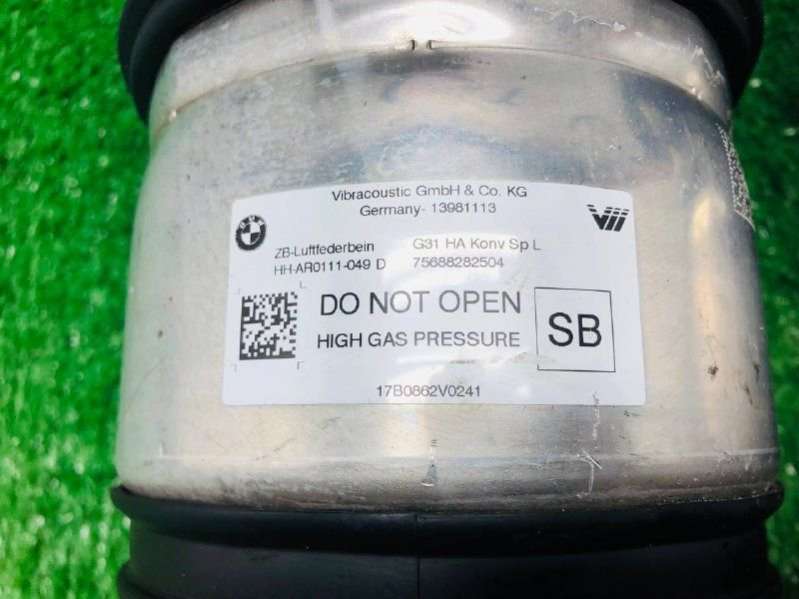 Vibracoustic GmbH & Co. KG
Germany- 13981113
BMW
ZB-Luftfederbein G31 HA Konv Sp L
HH-AR0111-049 D 75688282504
DO NOT OPEN
HIGH GAS PRESSURE
SB
17B0862V0241